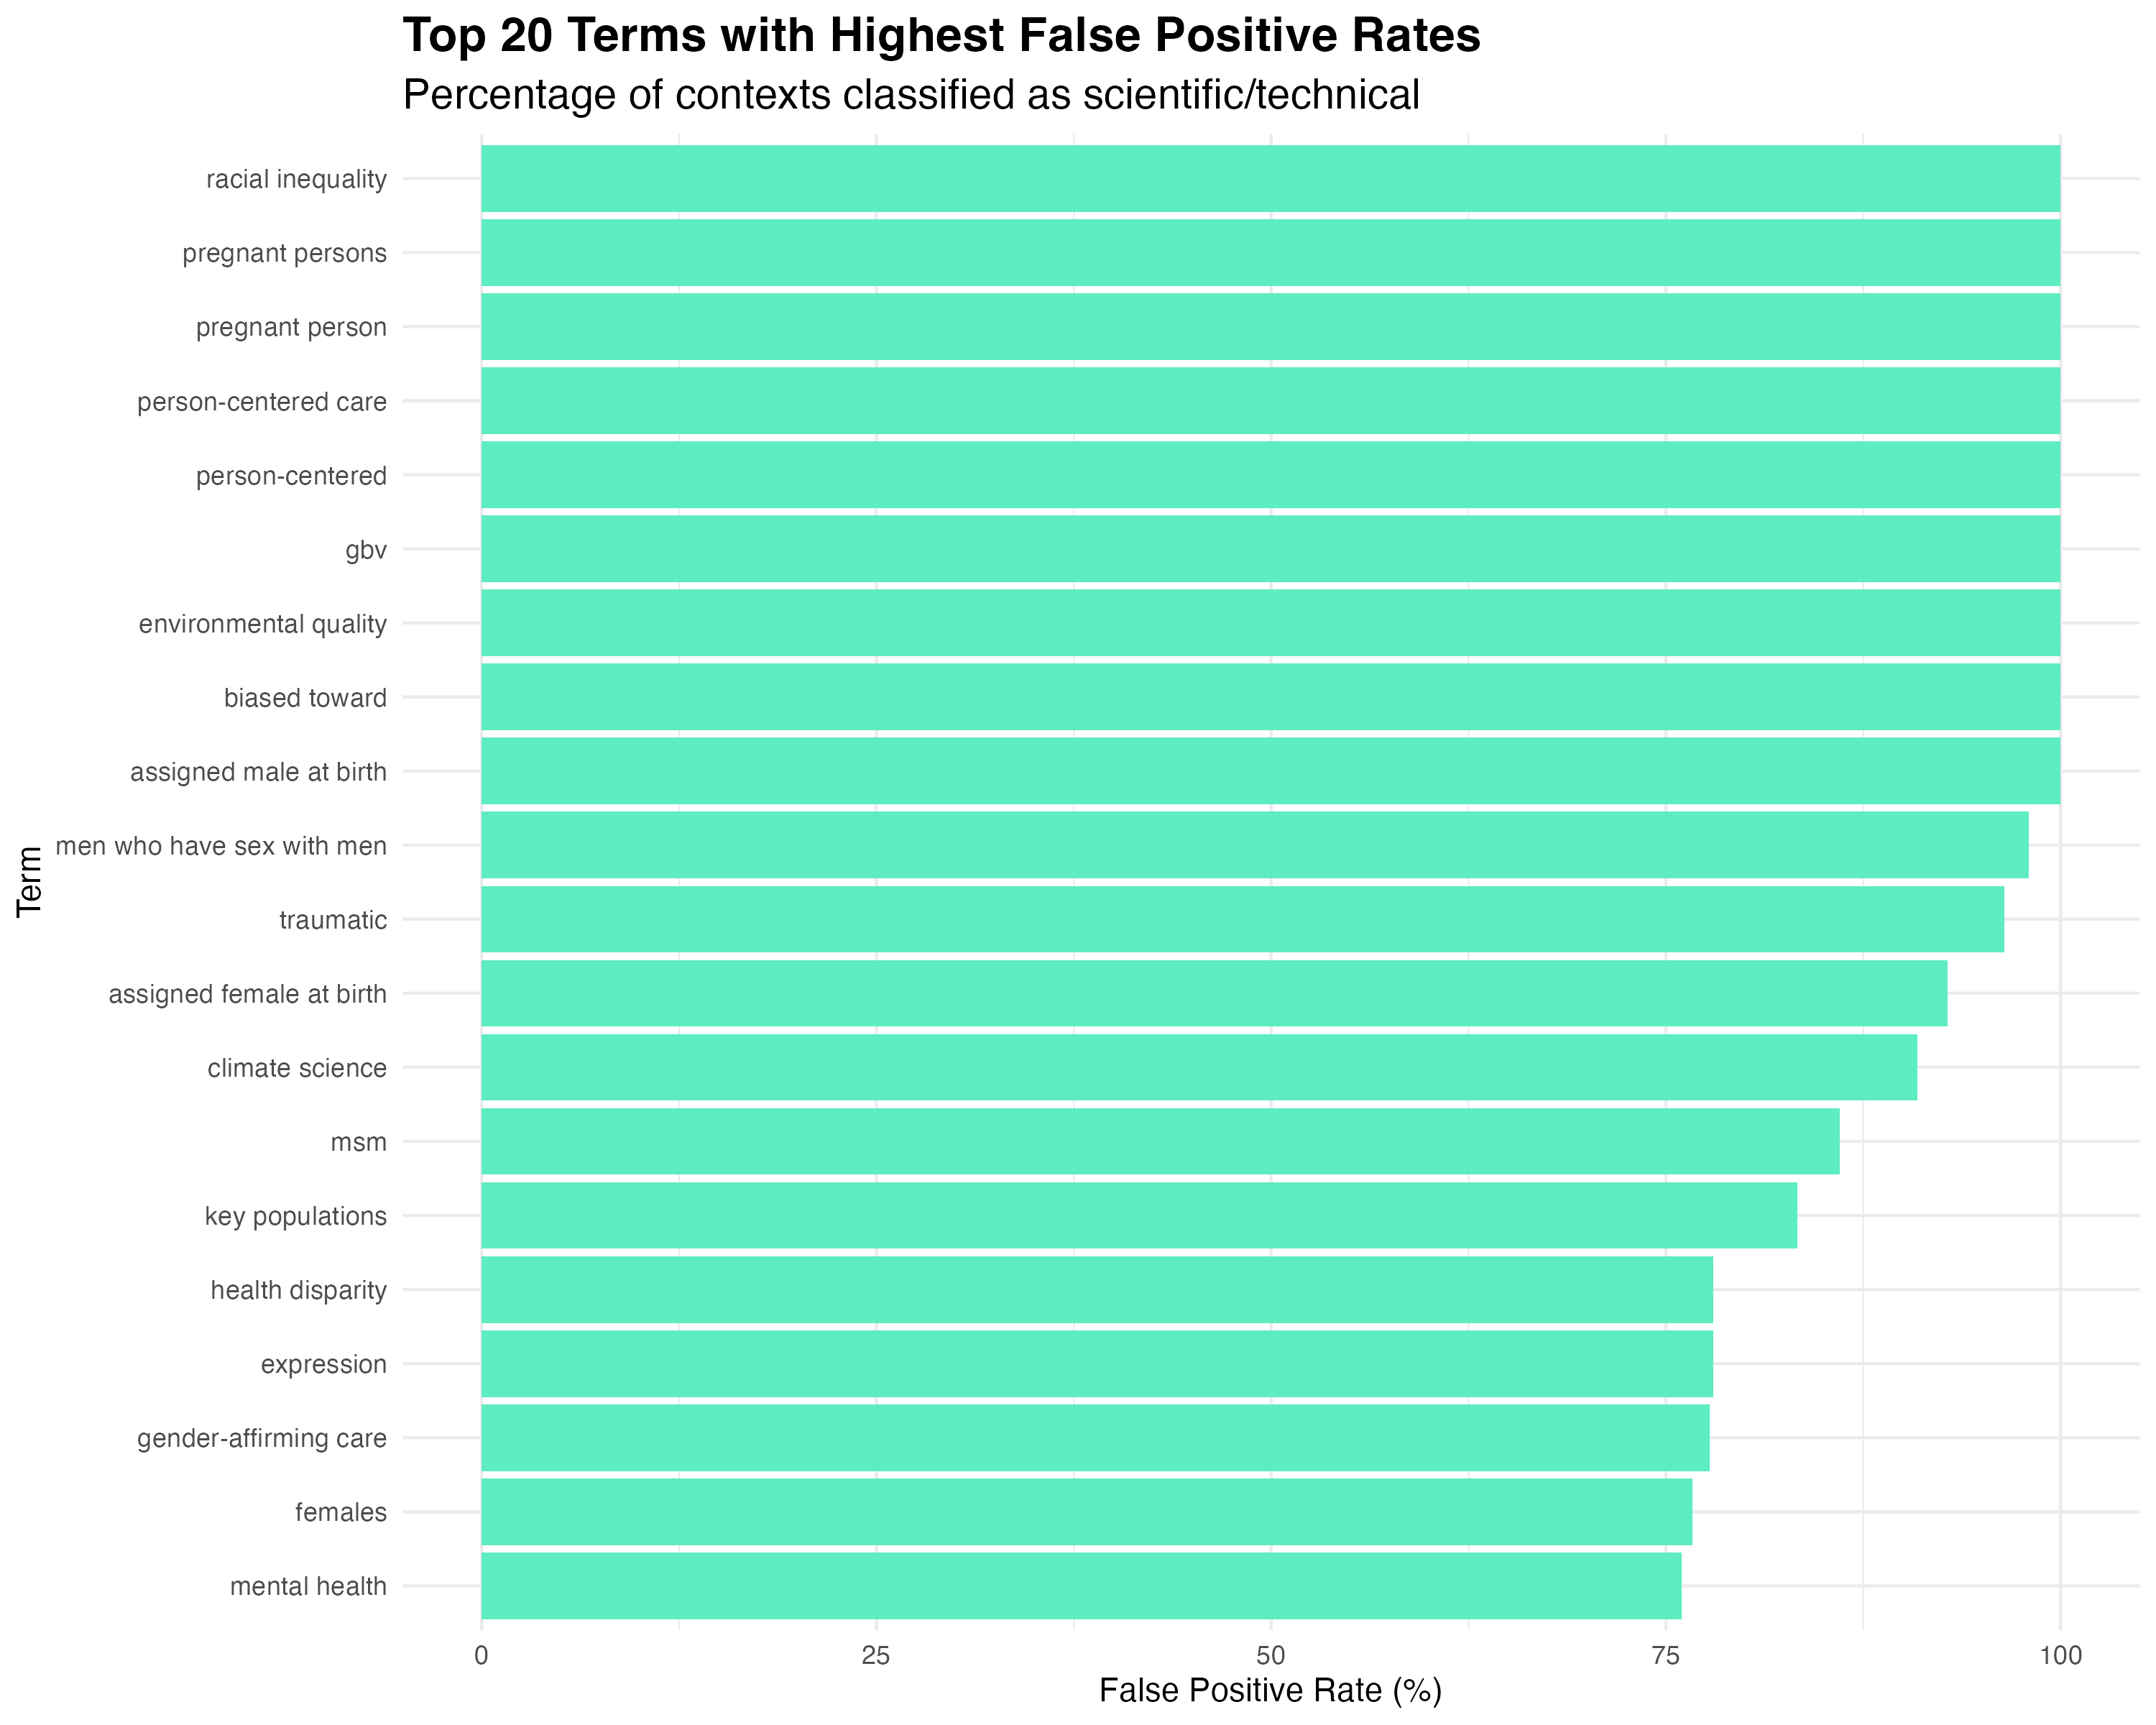 Top 20 Terms with Highest False Positive Rates
Percentage of contexts classified as scientific/technical
Term
racial inequality
pregnant persons
pregnant person
person-centered care
person-centered
gbv
environmental quality
biased toward
assigned male at birth
men who have sex with men
traumatic
assigned female at birth
climate science
msm
key populations
health disparity
expression
gender-affirming care
females
mental health
0 25 50 75 100
False Positive Rate (%)